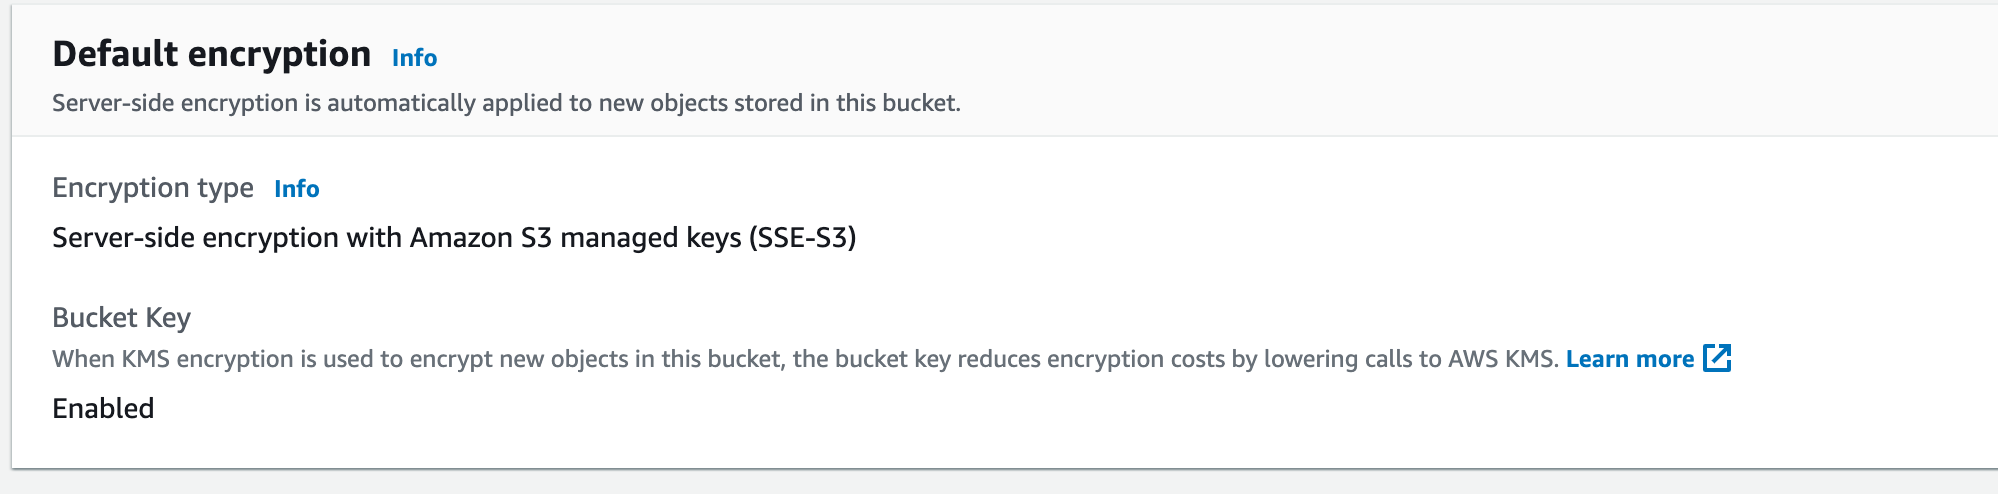 Default encryption Info
Server-side encryption is automatically applied to new objects stored in this bucket.
Encryption type Info
Server-side encryption with Amazon S3 managed keys (SSE-S3)
Bucket Key
When KMS encryption is used to encrypt new objects in this bucket, the bucket key reduces encryption costs by lowering calls to AWS KMS. Learn more
Enabled